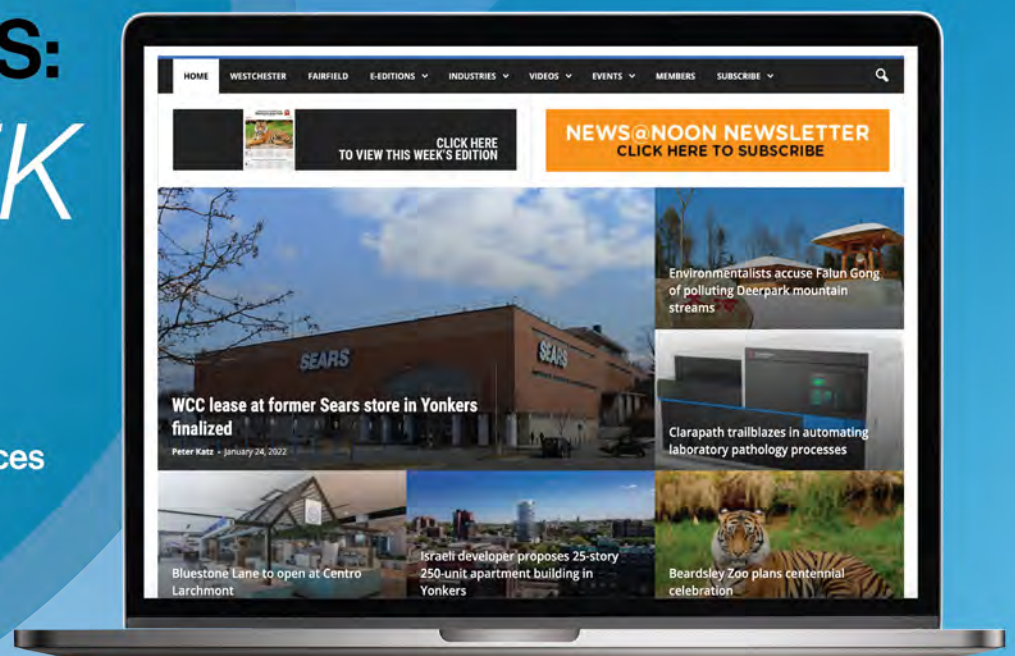 S:
K
ces
HOME WESTCHESTER FAIRFIELD E-EDITIONS INDUSTRIES VIDEOS EVENTS MEMBERS SUBSCRIBE
CLICK HERE
TO VIEW THIS WEEK'S EDITION
NEWS@NOON NEWSLETTER
CLICK HERE TO SUBSCRIBE
SEARS
SEARS
WCC lease at former Sears store in Yonkers
finalized
Peter Katz - January 24, 2022
Environmentalists accuse Falun Gong
of polluting Deerpark mountain
streams
Clarapath trailblazes in automating
laboratory pathology processes
Bluestone Lane to open at Centro
Larchmont
Israeli developer proposes 25-story
250-unit apartment building in
Yonkers
Beardsley Zoo plans centennial
celebration